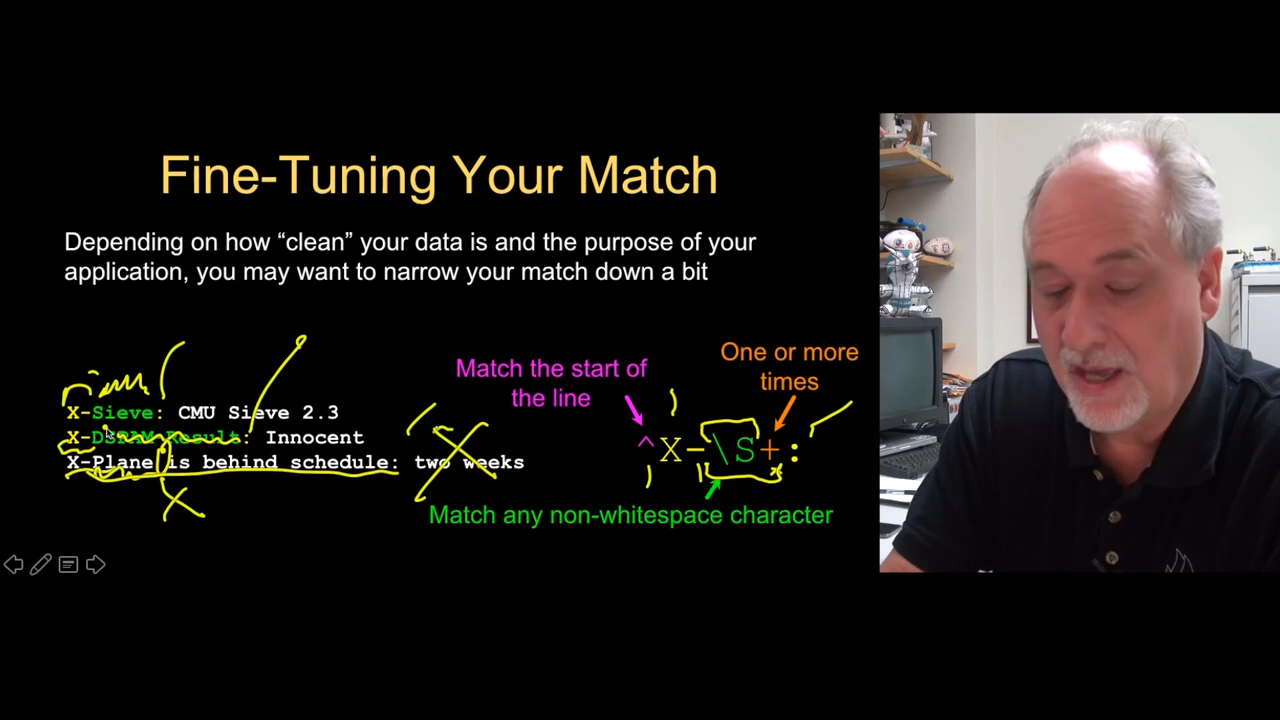 Fine-Tuning Your Match
Depending on how “clean” your data is and the purpose of your
application, you may want to narrow your match down a bit
X-Sieve: CMU Sieve 2.3
X-DSPAM-Result: Innocent
X-Plane is behind schedule: two weeks
Match the start of
the line
One or more
times
^X-\S+:
Match any non-whitespace character